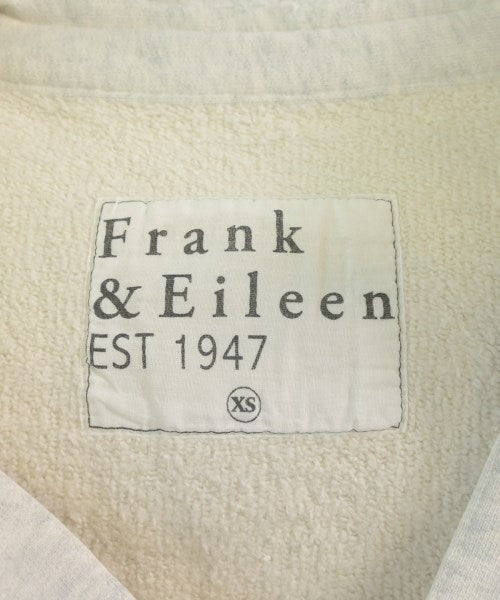 Frank
& Eileen
EST 1947
XS